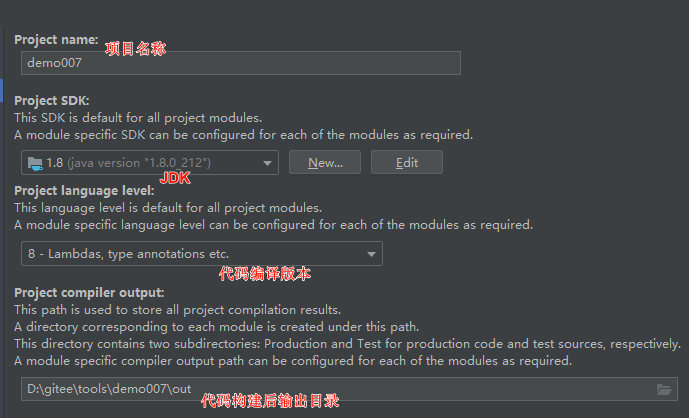 Project name:
项目名称
demo007
Project SDK:
This SDK is default for all project modules.
A module specific SDK can be configured for each of the modules as required.
1.8 (java version "1.8.0_212")
New...
Edit
JDK
Project language level:
This language level is default for all project modules.
A module specific language level can be configured for each of the modules as required.
8 - Lambdas, type annotations etc.
代码编译版本
Project compiler output:
This path is used to store all project compilation results.
A directory corresponding to each module is created under this path.
This directory contains two subdirectories: Production and Test for production code and test sources, respectively.
A module specific compiler output path can be configured for each of the modules as required.
D:\gitee\tools\demo007\out
代码构建后输出目录